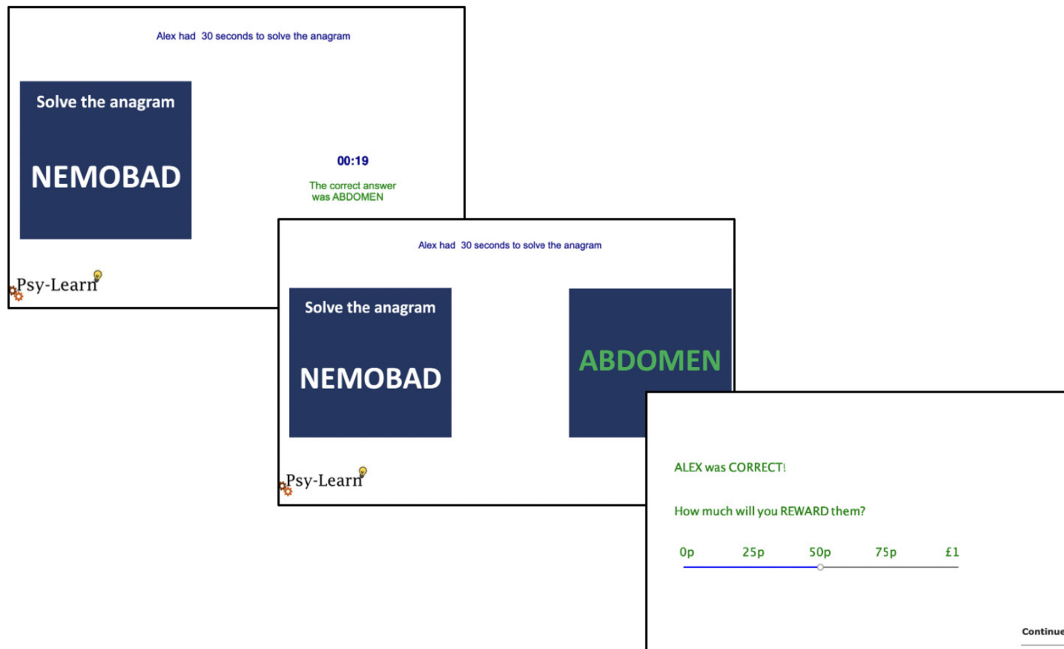 Alex had  30 seconds to solve the anagram
Solve the anagram
NEMOBAD
00:19
The correct answer
was ABDOMEN
Psy-Learn
Alex had  30 seconds to solve the anagram
Solve the anagram
NEMOBAD
ABDOMEN
Psy-Learn
ALEX was CORRECT!
How much will you REWARD them?
0p 25p 50p 75p £1
Continue